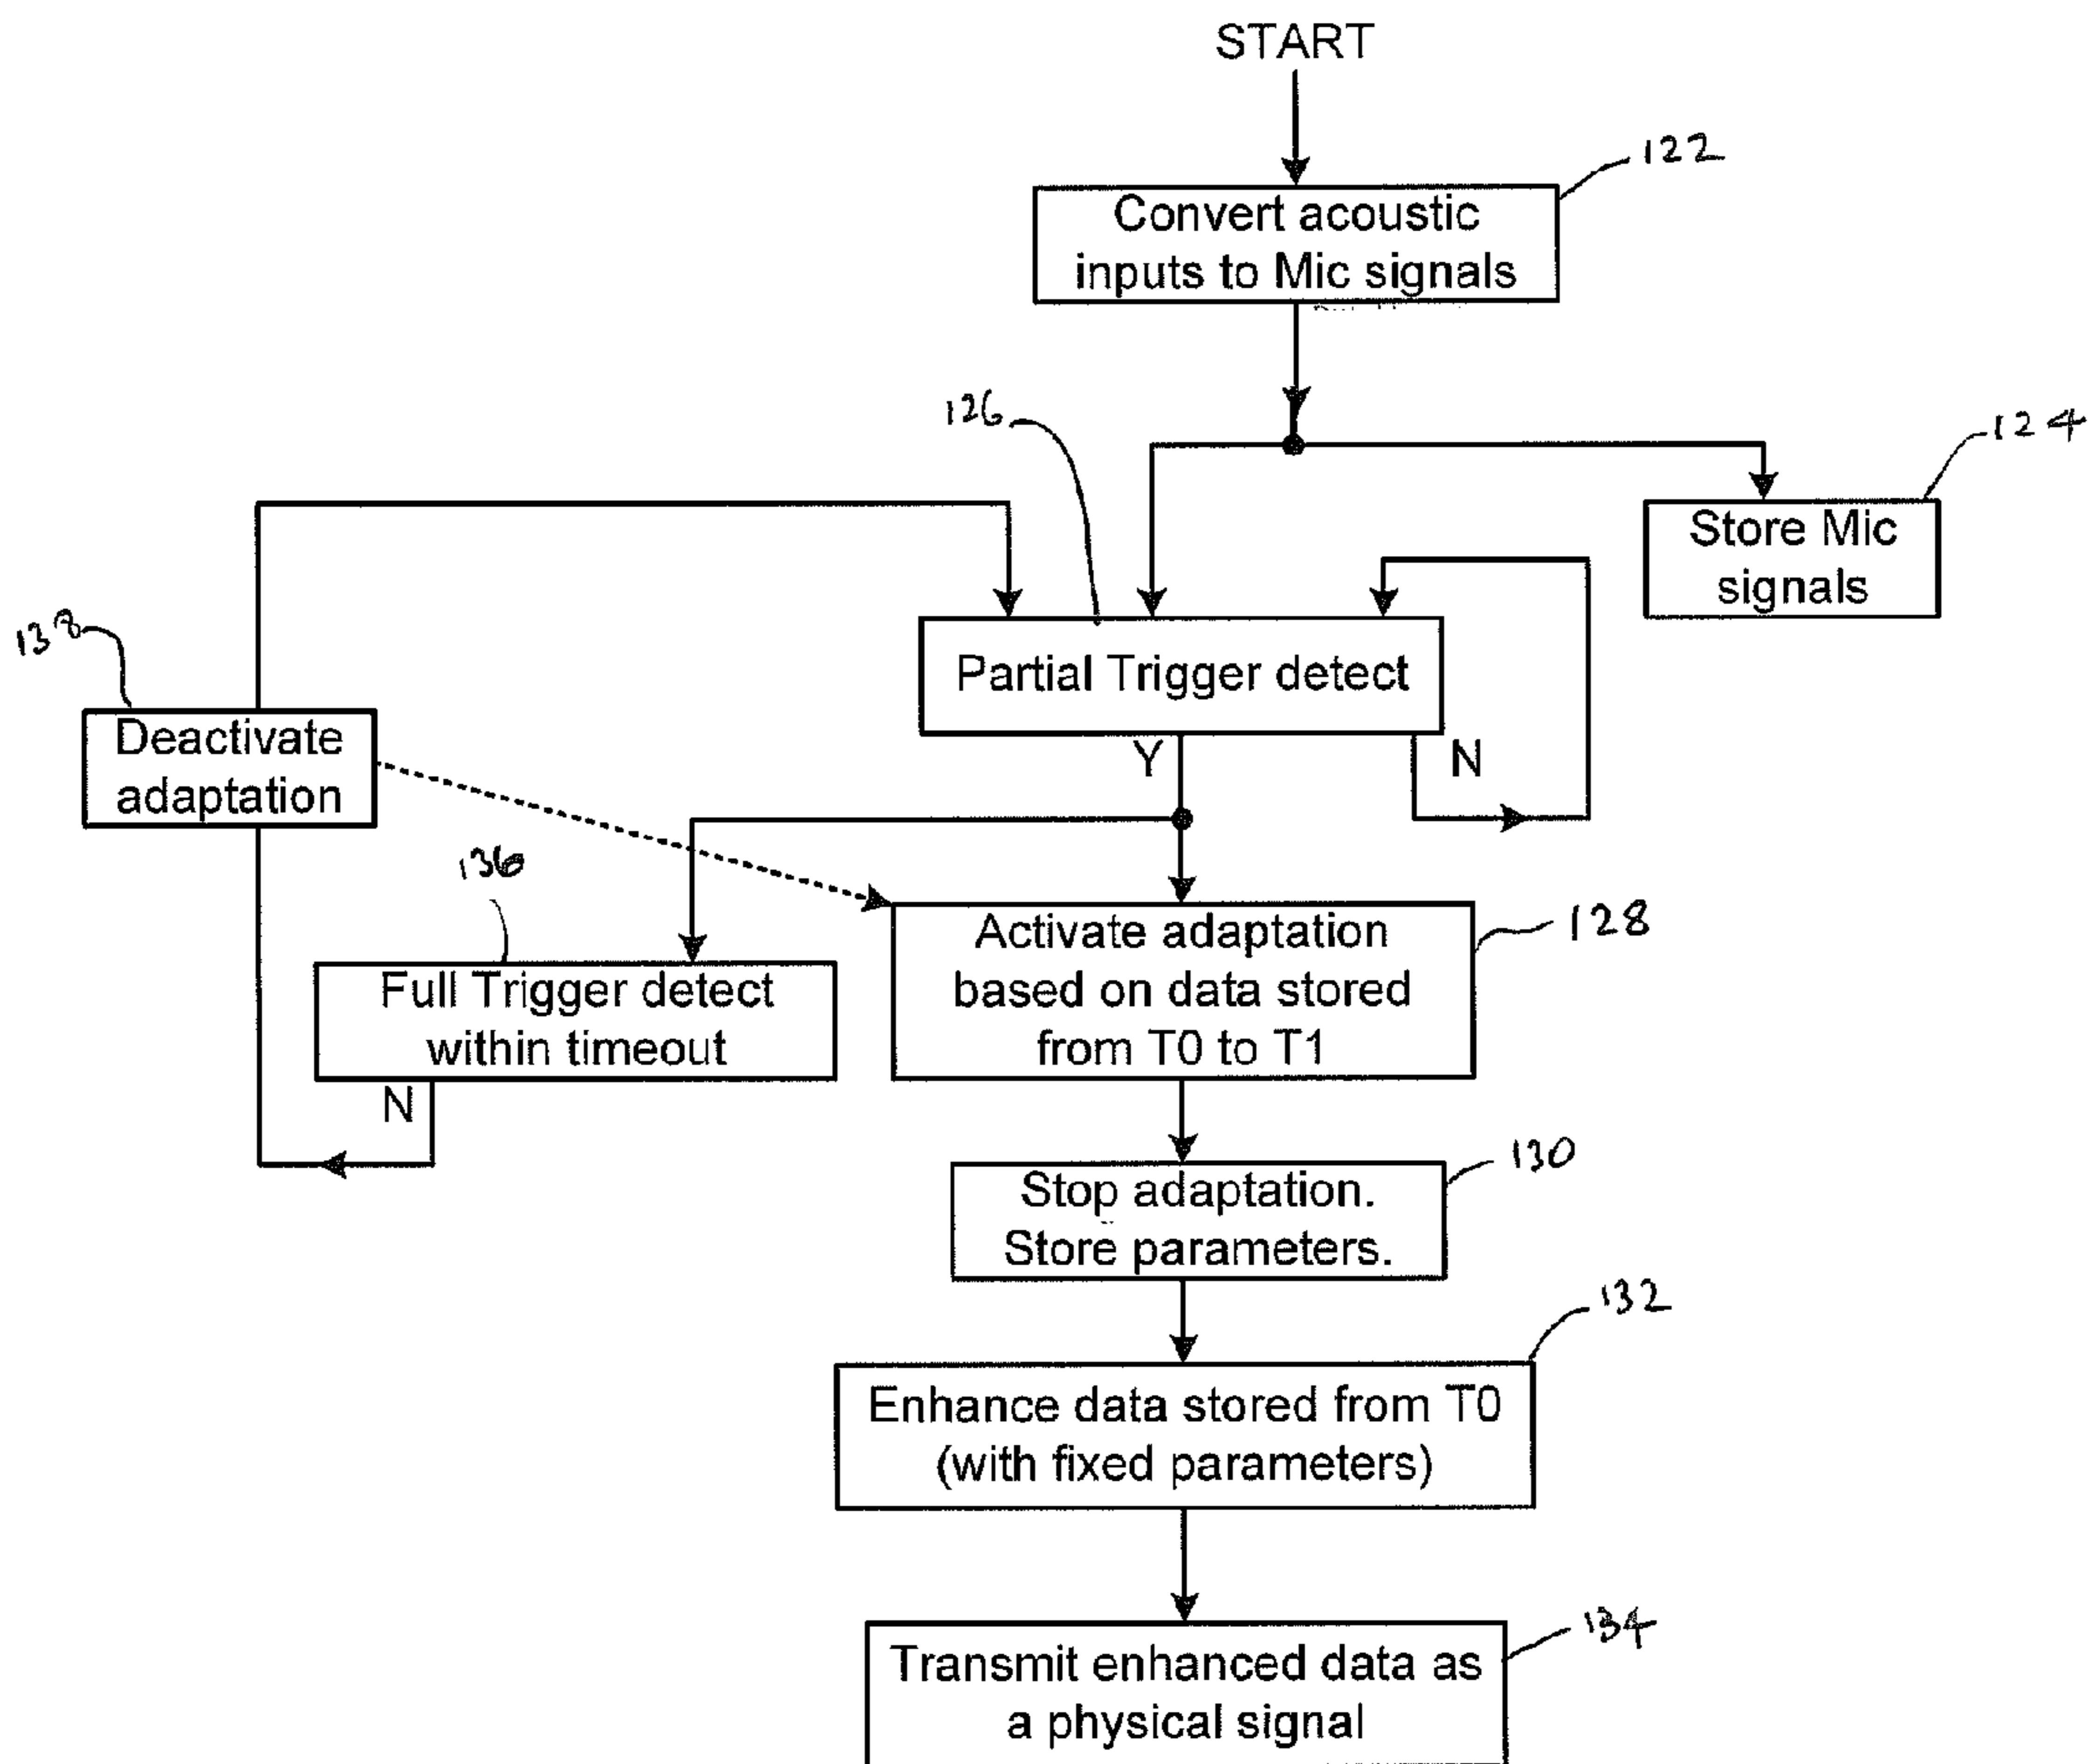 START
122
Convert acoustic
inputs to Mic signals
126
124
Store Mic
signals
138
Partial Trigger detect
Deactivate
adaptation
Y
N
136
128
Activate adaptation
based on data stored
from T0 to T1
Full Trigger detect
within timeout
N
130
Stop adaptation.
Store parameters.
132
Enhance data stored from T0
(with fixed parameters)
134
Transmit enhanced data as
a physical signal